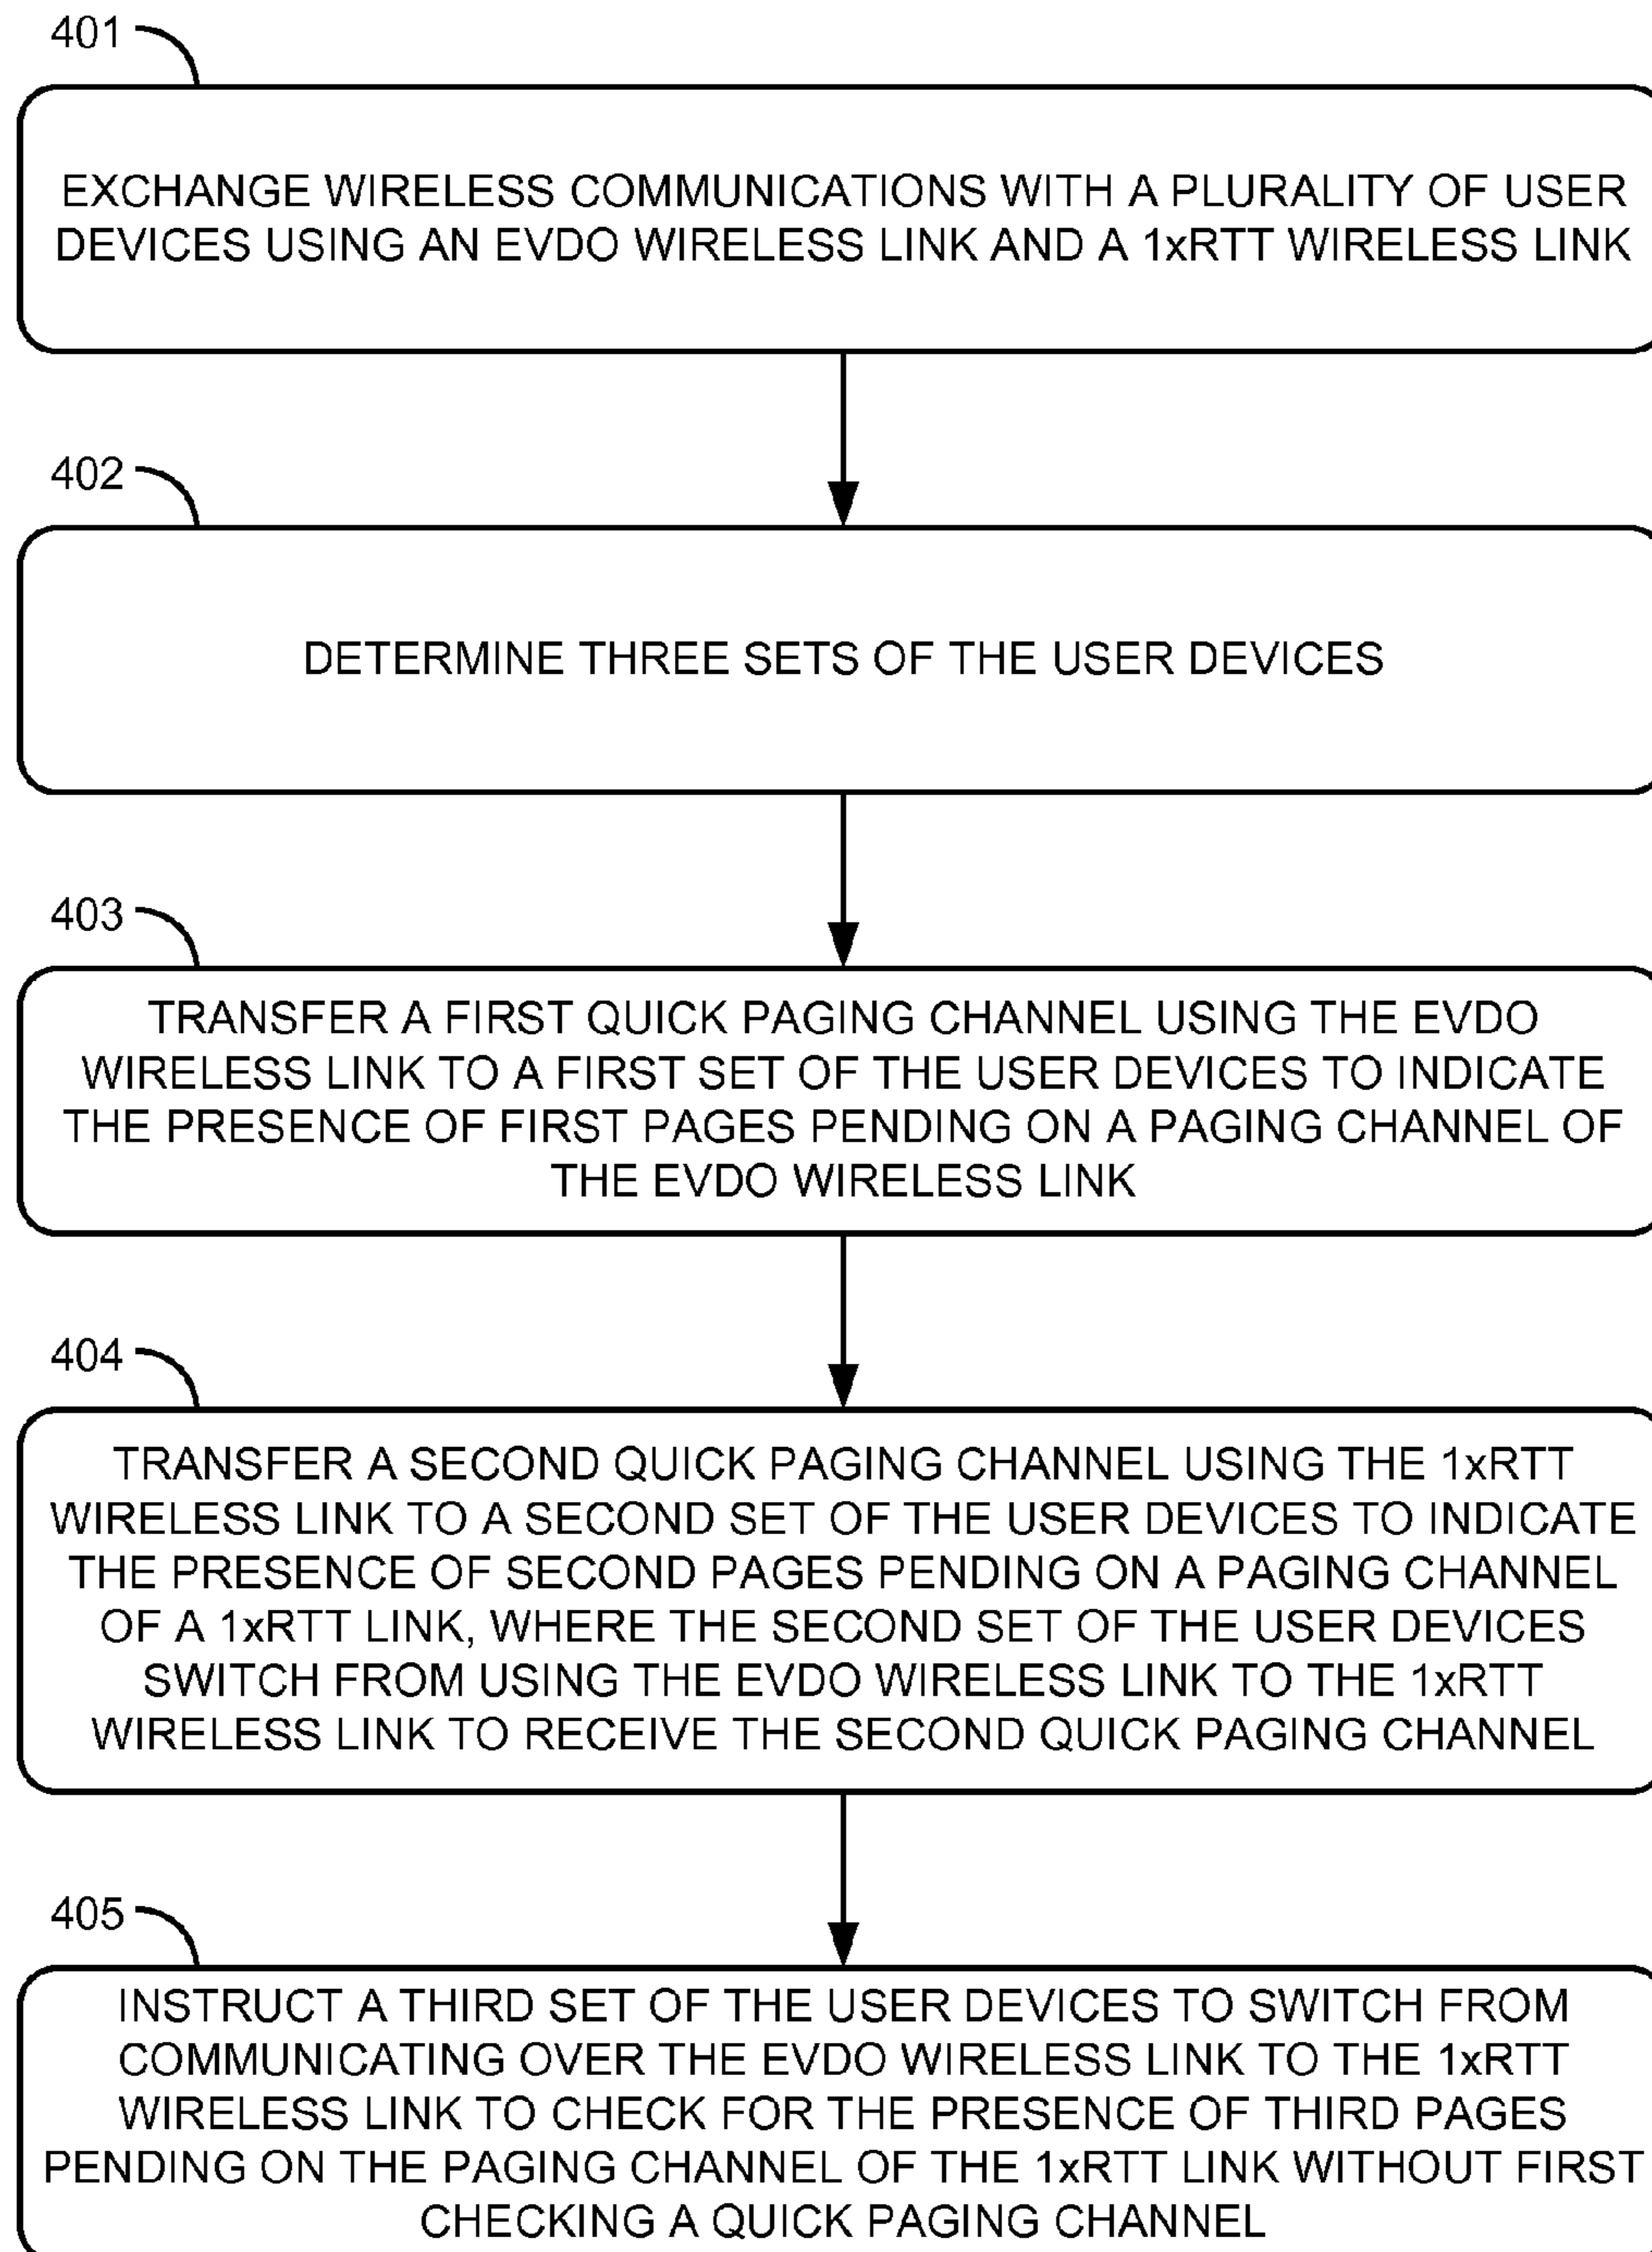 401
EXCHANGE WIRELESS COMMUNICATIONS WITH A PLURALITY OF USER
DEVICES USING AN EVDO WIRELESS LINK AND A 1xRTT WIRELESS LINK
402
DETERMINE THREE SETS OF THE USER DEVICES
403
TRANSFER A FIRST QUICK PAGING CHANNEL USING THE EVDO
WIRELESS LINK TO A FIRST SET OF THE USER DEVICES TO INDICATE
THE PRESENCE OF FIRST PAGES PENDING ON A PAGING CHANNEL OF
THE EVDO WIRELESS LINK
404
TRANSFER A SECOND QUICK PAGING CHANNEL USING THE 1xRTT
WIRELESS LINK TO A SECOND SET OF THE USER DEVICES TO INDICATE
THE PRESENCE OF SECOND PAGES PENDING ON A PAGING CHANNEL
OF A 1xRTT LINK, WHERE THE SECOND SET OF THE USER DEVICES
SWITCH FROM USING THE EVDO WIRELESS LINK TO THE 1xRTT
WIRELESS LINK TO RECEIVE THE SECOND QUICK PAGING CHANNEL
405
INSTRUCT A THIRD SET OF THE USER DEVICES TO SWITCH FROM
COMMUNICATING OVER THE EVDO WIRELESS LINK TO THE 1xRTT
WIRELESS LINK TO CHECK FOR THE PRESENCE OF THIRD PAGES
PENDING ON THE PAGING CHANNEL OF THE 1xRTT LINK WITHOUT FIRST
CHECKING A QUICK PAGING CHANNEL